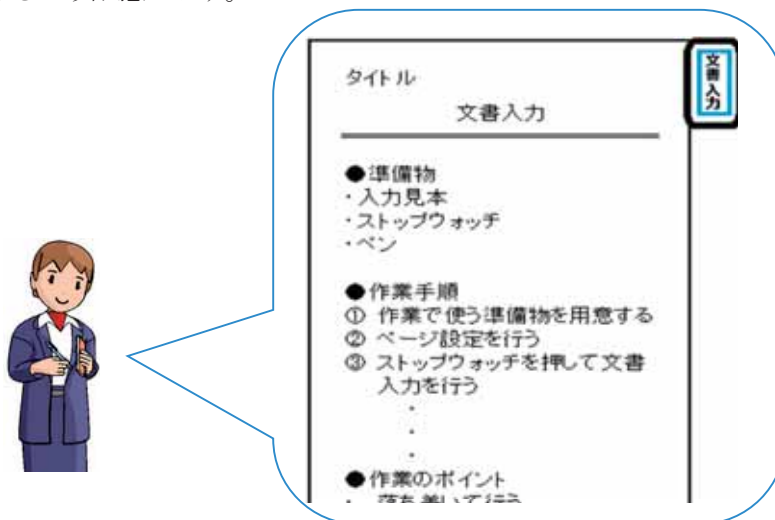 タイトル
文書入力
文書入力
●準備物
・入力見本
・ストップウォッチ
・ペン
●作業手順
① 作業で使う準備物を用意する
② ページ設定を行う
③ ストップウォッチを押して文書
入力を行う
・
・
・
●作業のポイント